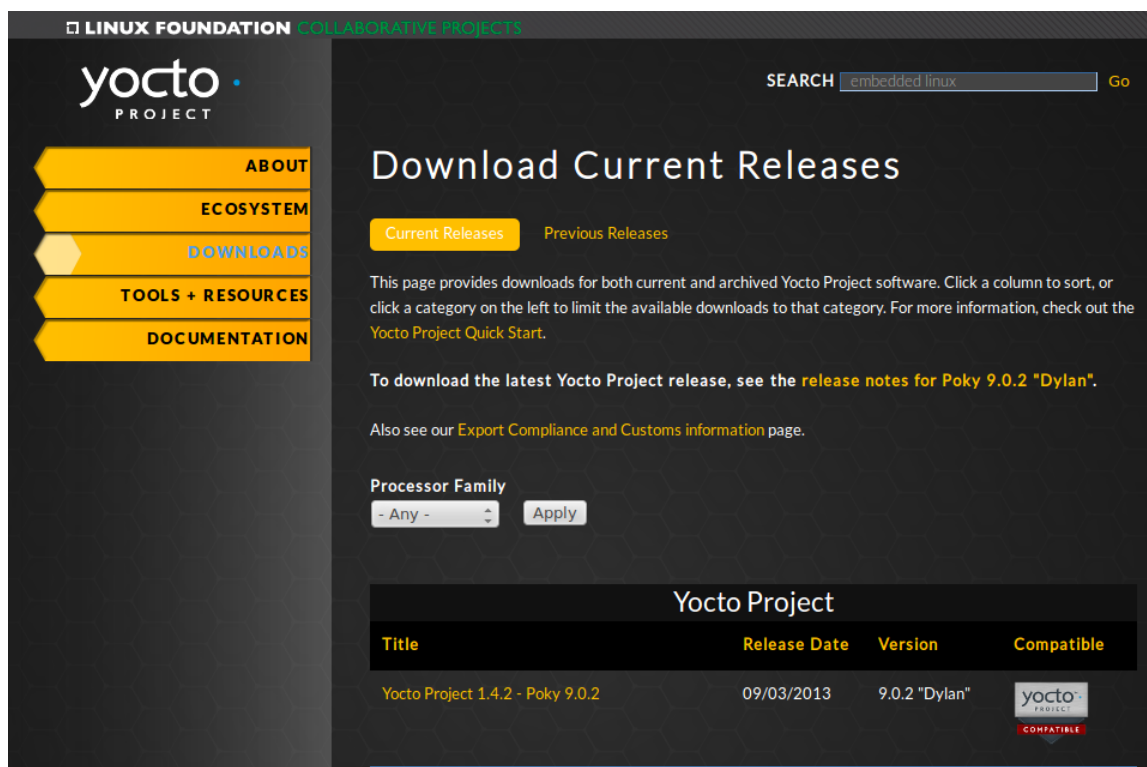 LINUX FOUNDATION COLLABORATIVE PROJECTS
yocto
PROJECT
SEARCH embedded linux Go
ABOUT
ECOSYSTEM
DOWNLOADS
TOOLS + RESOURCES
DOCUMENTATION
Download Current Releases
Current Releases Previous Releases
This page provides downloads for both current and archived Yocto Project software. Click a column to sort, or
click a category on the left to limit the available downloads to that category. For more information, check out the
Yocto Project Quick Start.
To download the latest Yocto Project release, see the release notes for Poky 9.0.2 "Dylan".
Also see our Export Compliance and Customs information page.
Processor Family
- Any - Apply
Yocto Project
Title Release Date Version Compatible
Yocto Project 1.4.2 - Poky 9.0.2 09/03/2013 9.0.2 "Dylan"
yocto
PROJECT
COMPATIBLE